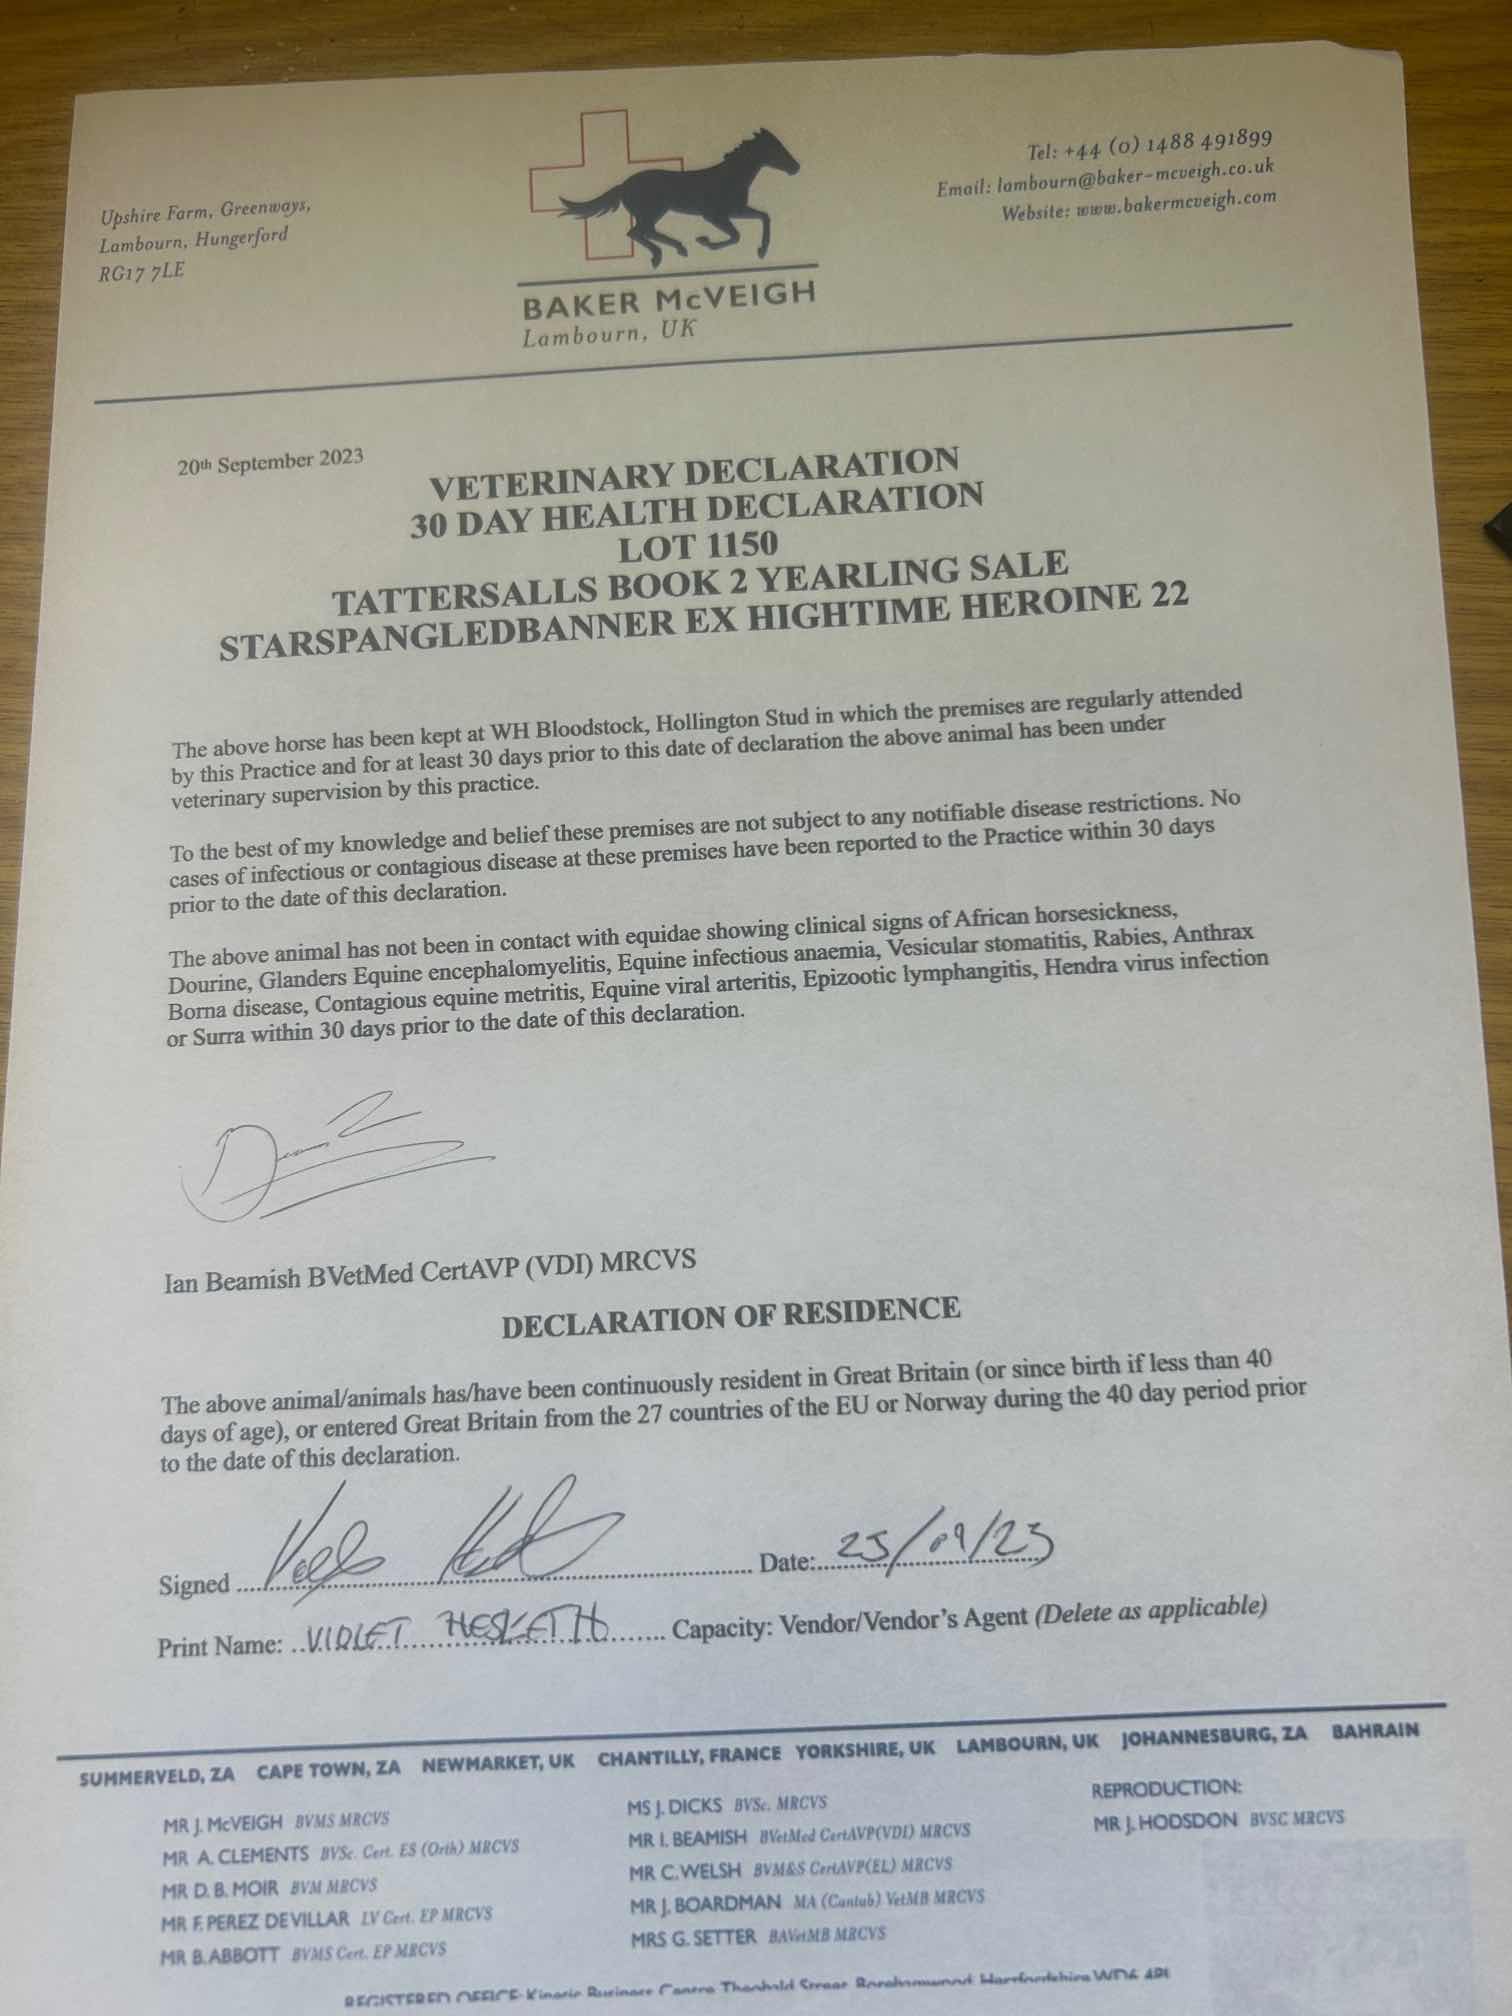 Upshire Farm, Greenways,
Lambourn, Hungerford
RG17 7LE
BAKER McVEIGH
Lambourn, UK
Tel: +44 (0) 1488 491899
Email: lambourn@baker-mcveigh.co.uk
Website: www.bakermcveigh.com
20th September 2023
VETERINARY DECLARATION
30 DAY HEALTH DECLARATION
LOT 1150
TATTERSALLS BOOK 2 YEARLING SALE
STARSPANGLEDBANNER EX HIGHTIME HEROINE 22
The above horse has been kept at WH Bloodstock, Hollington Stud in which the premises are regularly attended
by this Practice and for at least 30 days prior to this date of declaration the above animal has been under
veterinary supervision by this practice.
To the best of my knowledge and belief these premises are not subject to any notifiable disease restrictions. No
cases of infectious or contagious disease at these premises have been reported to the Practice within 30 days
prior to the date of this declaration.
The above animal has not been in contact with equidae showing clinical signs of African horsesickness,
Dourine, Glanders Equine encephalomyelitis, Equine infectious anaemia, Vesicular stomatitis, Rabies, Anthrax
Borna disease, Contagious equine metritis, Equine viral arteritis, Epizootic lymphangitis, Hendra virus infection
or Surra within 30 days prior to the date of this declaration.
Ian Beamish BVetMed CertAVP (VDI) MRCVS
DECLARATION OF RESIDENCE
The above animal/animals has/have been continuously resident in Great Britain (or since birth if less than 40
days of age), or entered Great Britain from the 27 countries of the EU or Norway during the 40 day period prior
to the date of this declaration.
Signed Date: 25/09/23
Print Name: VIOLET HESKETH Capacity: Vendor/Vendor's Agent (Delete as applicable)
SUMMERVELD, ZA CAPE TOWN, ZA NEWMARKET, UK CHANTILLY, FRANCE YORKSHIRE, UK LAMBOURN, UK JOHANNESBURG, ZA BAHRAIN
MR J. McVEIGH BVMS MRCVS
MR A. CLEMENTS BVSc. Cert. ES (Orth) MRCVS
MR D. B. MOIR BVM MRCVS
MR F. PEREZ DEVILLAR LV Cert. EP MRCVS
MR B. ABBOTT BVMS Cert. EP MRCVS
MS J. DICKS BVSc. MRCVS
MR I. BEAMISH BVetMed CertAVP(VDI) MRCVS
MR C. WELSH BVM&S CertAVP(EL) MRCVS
MR J. BOARDMAN MA (Cantab) VetMB MRCVS
MRS G. SETTER BAVetMB MRCVS
REPRODUCTION:
MR J. HODSDON BVSC MRCVS
REGISTERED OFFICE: Kinetic Business Centre Theobald Street Borehamwood Hertfordshire WD6 4PJ